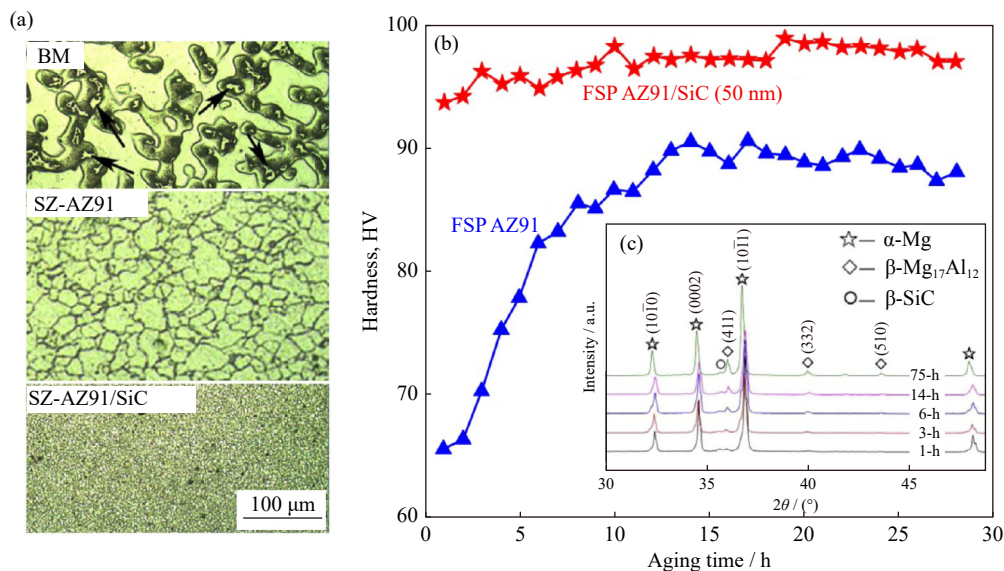 (a)
BM
SZ-AZ91
SZ-AZ91/SiC
100 μm
(b)
100
90
80
70
60
Hardness, HV
FSP AZ91/SiC (50 nm)
FSP AZ91
0
5
10
15
20
25
30
Aging time / h
(c)
α-Mg
β-Mg₁₇Al₁₂
β-SiC
(101̄0)
(0002)
(411)
(101̄1)
(332)
(510)
75-h
14-h
6-h
3-h
1-h
Intensity / a.u.
30
35
40
45
2θ / (°)